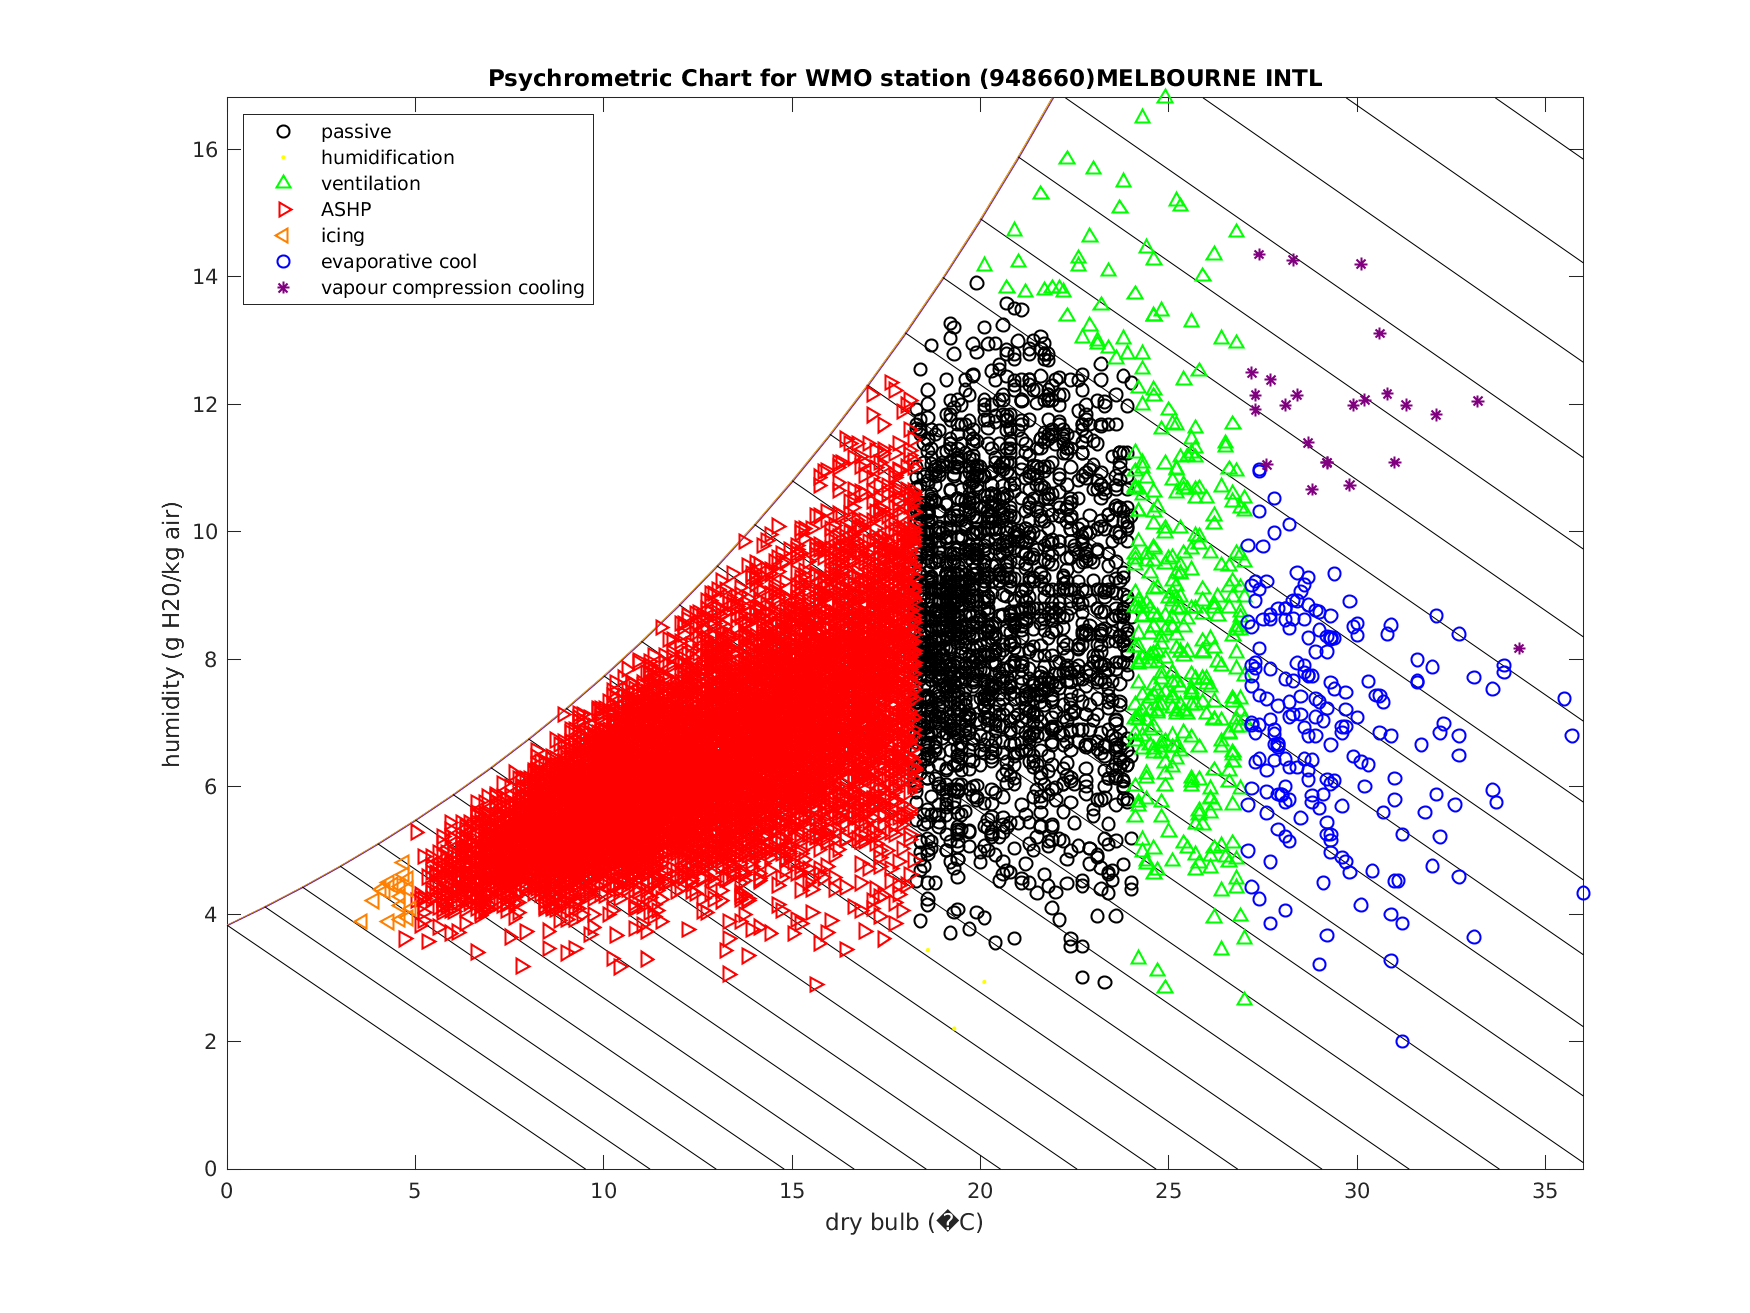 Psychrometric Chart for WMO station (948660)MELBOURNE INTL
passive
humidification
ventilation
ASHP
icing
evaporative cool
vapour compression cooling
humidity (g H20/kg air)
16
14
12
10
8
6
4
2
0
0 5 10 15 20 25 30 35
dry bulb (�C)